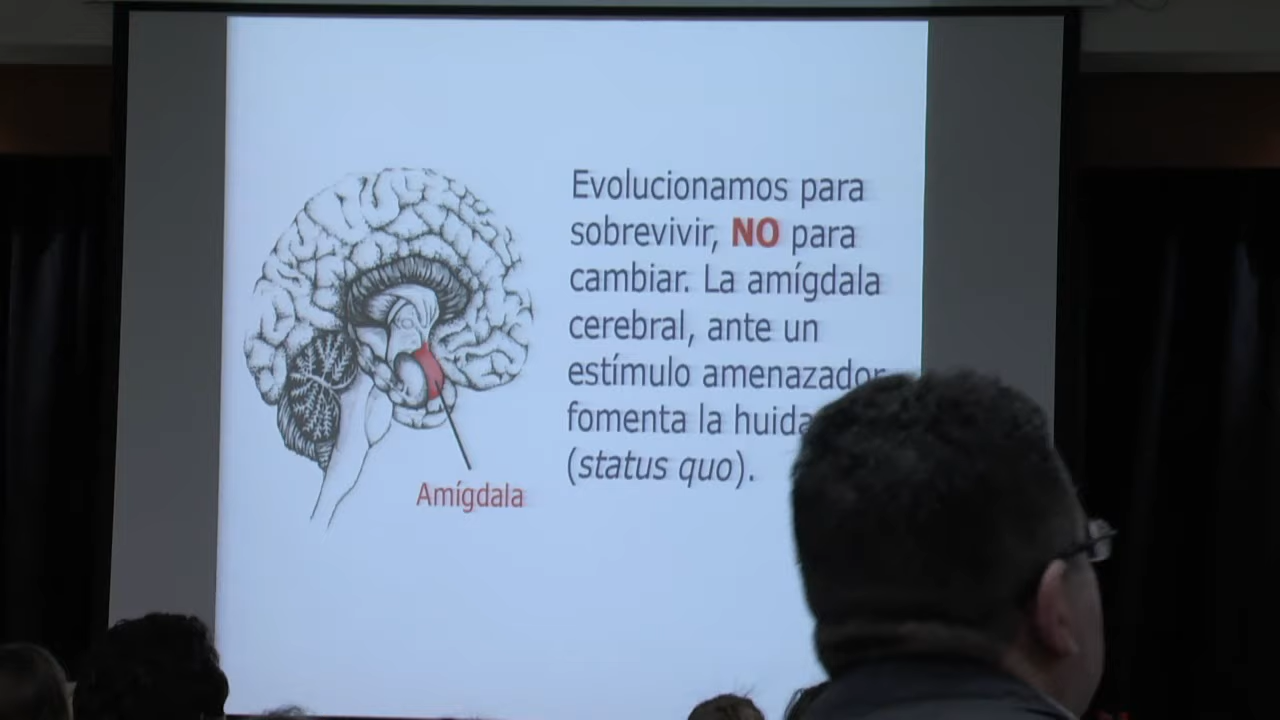 Evolucionamos para
sobrevivir, NO para
cambiar. La amígdala
cerebral, ante un
estímulo amenazador
fomenta la huida
(status quo).
Amígdala